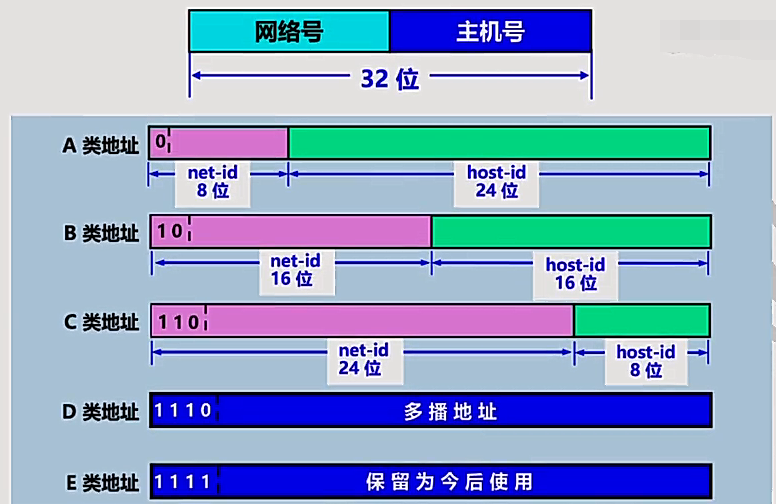 网络号 主机号
32 位
A 类地址 0
net-id host-id
8 位 24 位
B 类地址 1 0
net-id host-id
16 位 16 位
C 类地址 1 1 0
net-id host-id
24 位 8 位
D 类地址 1 1 1 0 多播地址
E 类地址 1 1 1 1 保留为今后使用